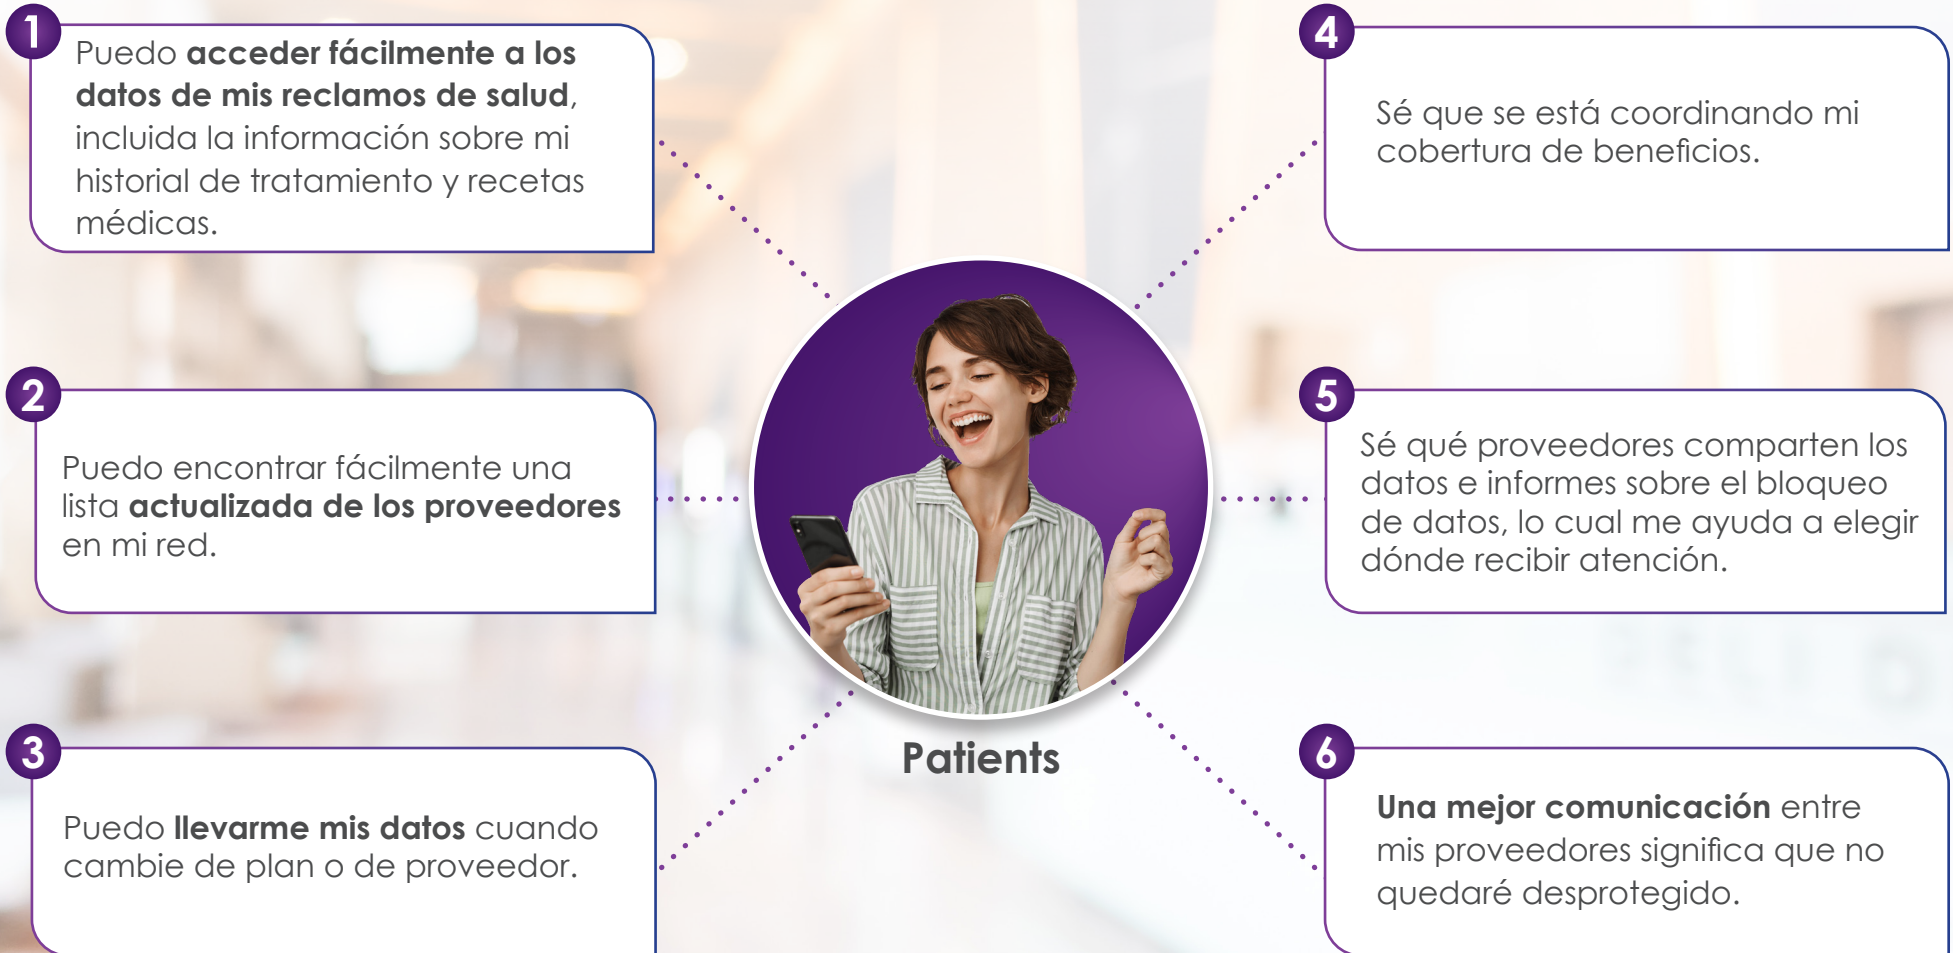 1
Puedo acceder fácilmente a los
datos de mis reclamos de salud,
incluida la información sobre mi
historial de tratamiento y recetas
médicas.
2
Puedo encontrar fácilmente una
lista actualizada de los proveedores
en mi red.
3
Puedo llevarme mis datos cuando
cambie de plan o de proveedor.
Patients
4
Sé que se está coordinando mi
cobertura de beneficios.
5
Sé qué proveedores comparten los
datos e informes sobre el bloqueo
de datos, lo cual me ayuda a elegir
dónde recibir atención.
6
Una mejor comunicación entre
mis proveedores significa que no
quedaré desprotegido.